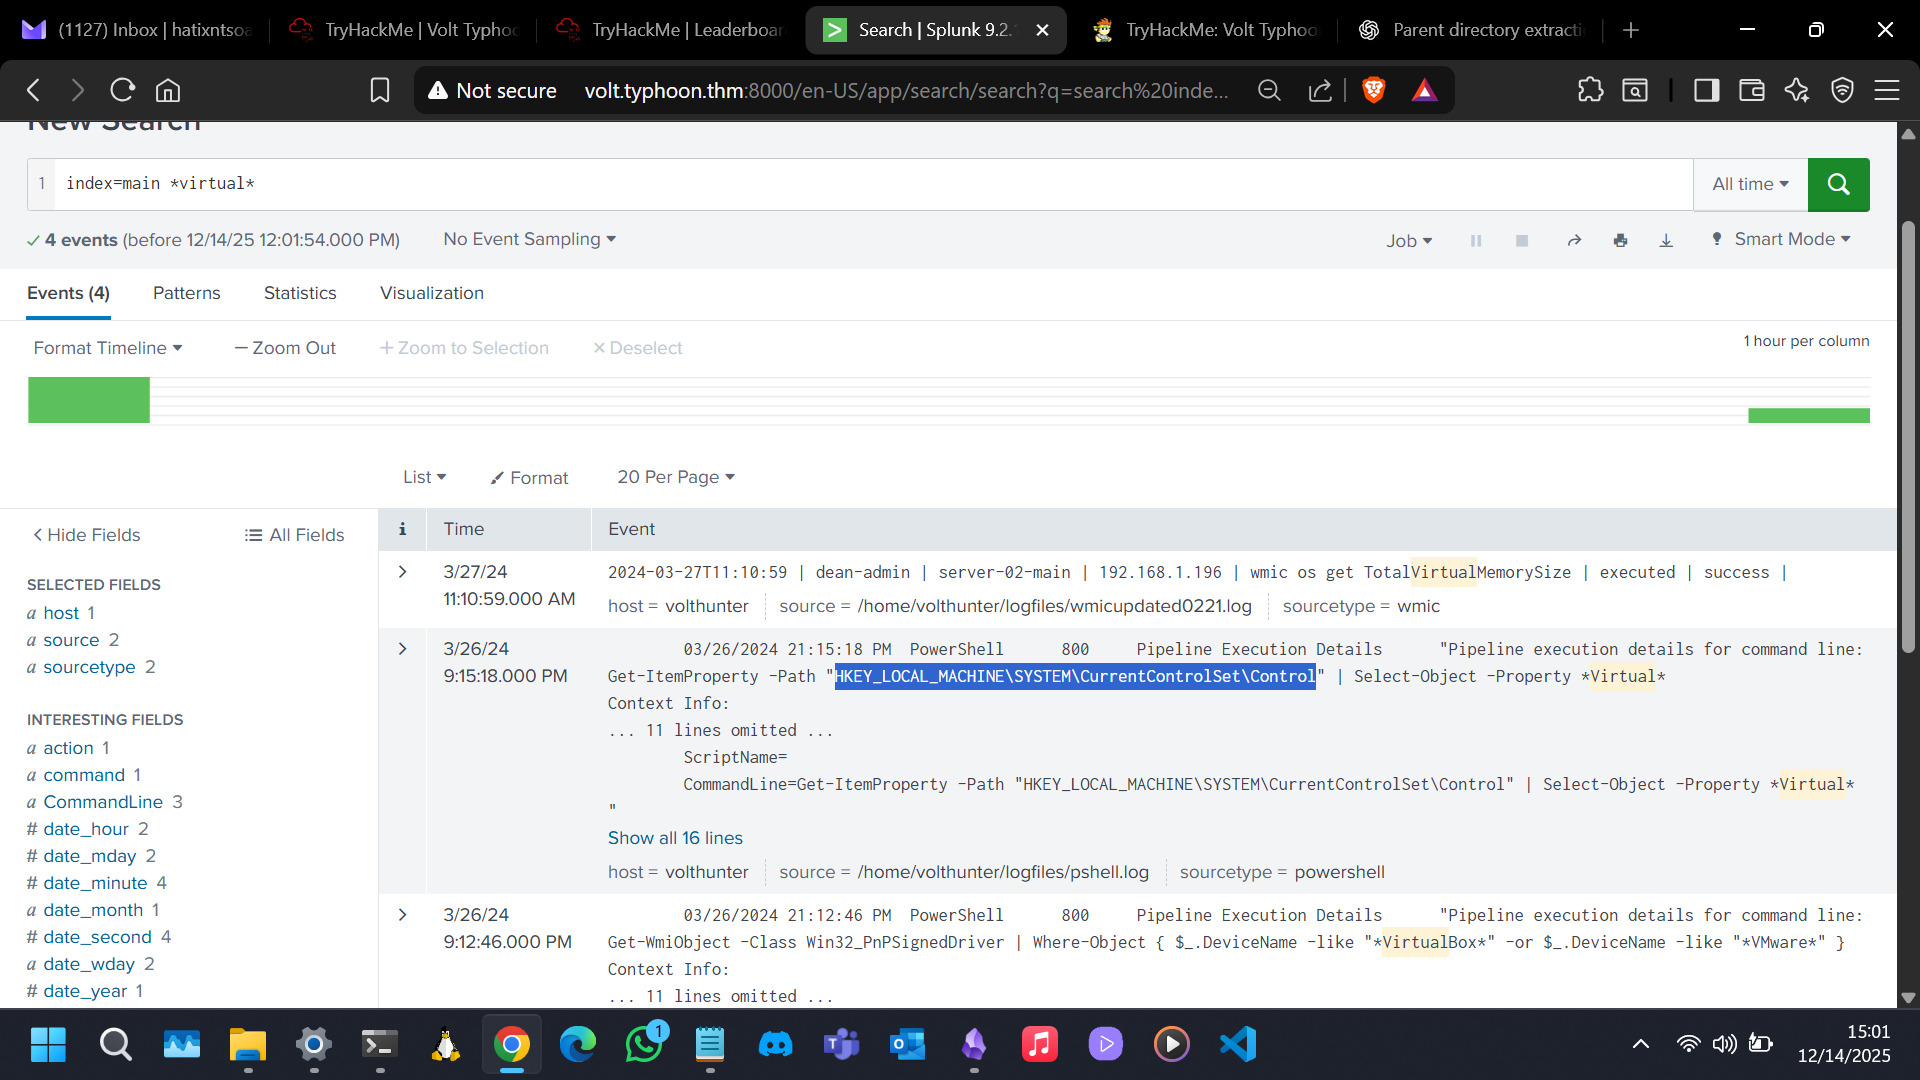 (1127) Inbox | hatixntsoa
TryHackMe | Volt Typhoo
TryHackMe | Leaderboar
Search | Splunk 9.2.
TryHackMe: Volt Typhoo
Parent directory extracti
Not secure
volt.typhoon.thm:8000/en-US/app/search/search?q=search%20inde...
New Search
1
index=main *virtual*
All time
4 events (before 12/14/25 12:01:54.000 PM)
No Event Sampling
Job
Smart Mode
Events (4)
Patterns
Statistics
Visualization
Format Timeline
— Zoom Out
+ Zoom to Selection
× Deselect
1 hour per column
List
Format
20 Per Page
< Hide Fields
All Fields
i
Time
Event
SELECTED FIELDS
a host 1
a source 2
a sourcetype 2
INTERESTING FIELDS
a action 1
a command 1
a CommandLine 3
# date_hour 2
# date_mday 2
# date_minute 4
a date_month 1
# date_second 4
a date_wday 2
# date_year 1
3/27/24
11:10:59.000 AM
2024-03-27T11:10:59 | dean-admin | server-02-main | 192.168.1.196 | wmic os get TotalVirtualMemorySize | executed | success |
host = volthunter
source = /home/volthunter/logfiles/wmicupdated0221.log
sourcetype = wmic
3/26/24
9:15:18.000 PM
03/26/2024 21:15:18 PM PowerShell 800 Pipeline Execution Details "Pipeline execution details for command line:
Get-ItemProperty -Path "HKEY_LOCAL_MACHINE\SYSTEM\CurrentControlSet\Control" | Select-Object -Property *Virtual*
Context Info:
... 11 lines omitted ...
ScriptName=
CommandLine=Get-ItemProperty -Path "HKEY_LOCAL_MACHINE\SYSTEM\CurrentControlSet\Control" | Select-Object -Property *Virtual*
"
Show all 16 lines
host = volthunter
source = /home/volthunter/logfiles/pshell.log
sourcetype = powershell
3/26/24
9:12:46.000 PM
03/26/2024 21:12:46 PM PowerShell 800 Pipeline Execution Details "Pipeline execution details for command line:
Get-WmiObject -Class Win32_PnPSignedDriver | Where-Object { $_.DeviceName -like "*VirtualBox*" -or $_.DeviceName -like "*VMware*" }
Context Info:
... 11 lines omitted ...
1
15:01
12/14/2025